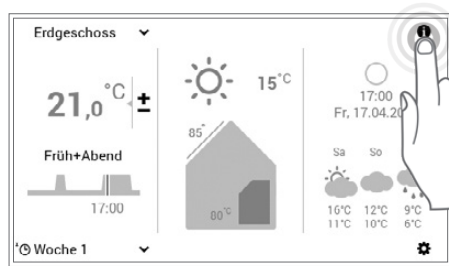 Erdgeschoss
21,0°C ±
Früh+Abend
17:00
Woche 1
15°C
85°
80°C
17:00
Fr, 17.04.20
Sa So
16°C 12°C 9°C
11°C 10°C 6°C